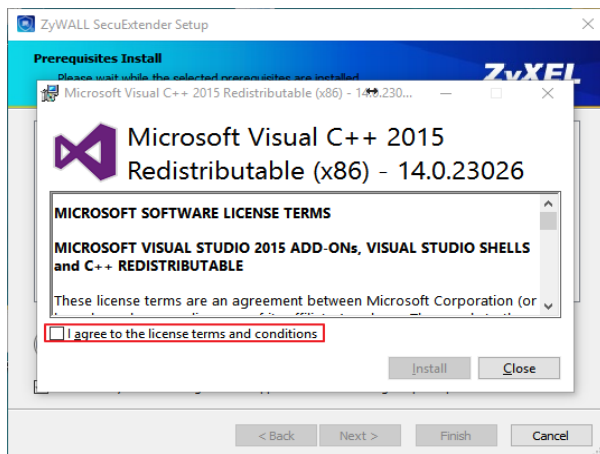 ZyWALL SecuExtender Setup
Prerequisites Install
Please wait while the selected prerequisites are installed
ZyXEL
Microsoft Visual C++ 2015 Redistributable (x86) - 14.0.230...
Microsoft Visual C++ 2015
Redistributable (x86) - 14.0.23026
MICROSOFT SOFTWARE LICENSE TERMS
MICROSOFT VISUAL STUDIO 2015 ADD-ONs, VISUAL STUDIO SHELLS
and C++ REDISTRIBUTABLE
These license terms are an agreement between Microsoft Corporation (or
I agree to the license terms and conditions
Install
Close
< Back
Next >
Finish
Cancel